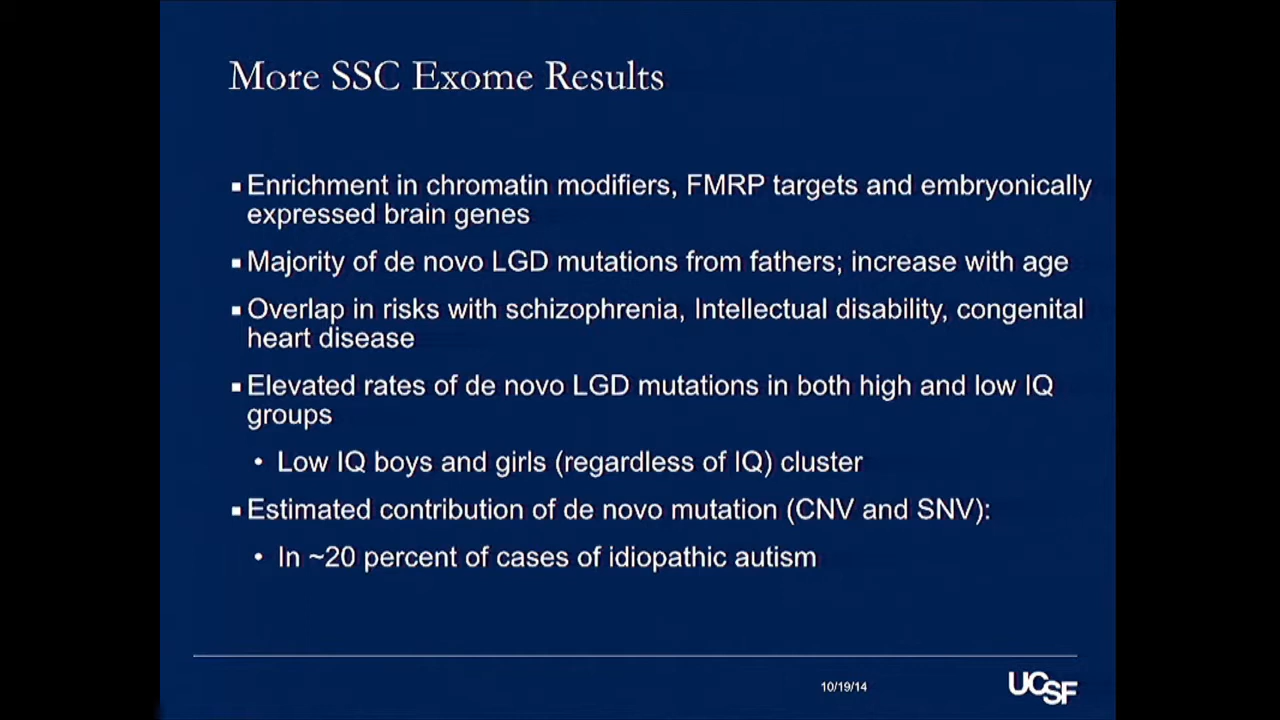 More SSC Exome Results
▪Enrichment in chromatin modifiers, FMRP targets and embryonically
expressed brain genes
▪Majority of de novo LGD mutations from fathers; increase with age
▪Overlap in risks with schizophrenia, Intellectual disability, congenital
heart disease
▪Elevated rates of de novo LGD mutations in both high and low IQ
groups
• Low IQ boys and girls (regardless of IQ) cluster
▪Estimated contribution of de novo mutation (CNV and SNV):
• In ~20 percent of cases of idiopathic autism
10/19/14
UCSF